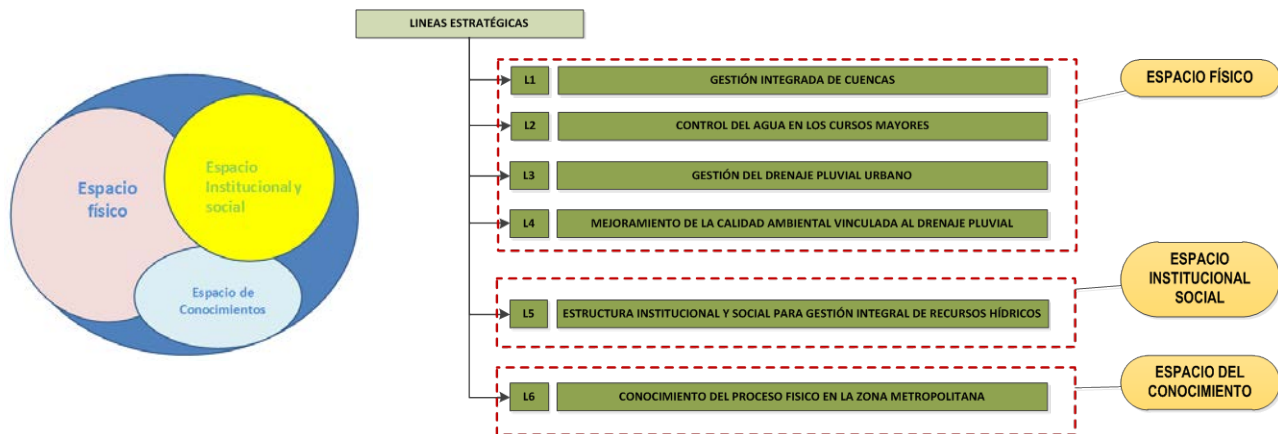 Espacio
físico
Espacio
Institucional y
social
Espacio de
Conocimientos
LINEAS ESTRATÉGICAS
L1 GESTIÓN INTEGRADA DE CUENCAS
L2 CONTROL DEL AGUA EN LOS CURSOS MAYORES
L3 GESTIÓN DEL DRENAJE PLUVIAL URBANO
L4 MEJORAMIENTO DE LA CALIDAD AMBIENTAL VINCULADA AL DRENAJE PLUVIAL
ESPACIO FÍSICO
L5 ESTRUCTURA INSTITUCIONAL Y SOCIAL PARA GESTIÓN INTEGRAL DE RECURSOS HÍDRICOS
ESPACIO
INSTITUCIONAL
SOCIAL
L6 CONOCIMIENTO DEL PROCESO FISICO EN LA ZONA METROPOLITANA
ESPACIO DEL
CONOCIMIENTO